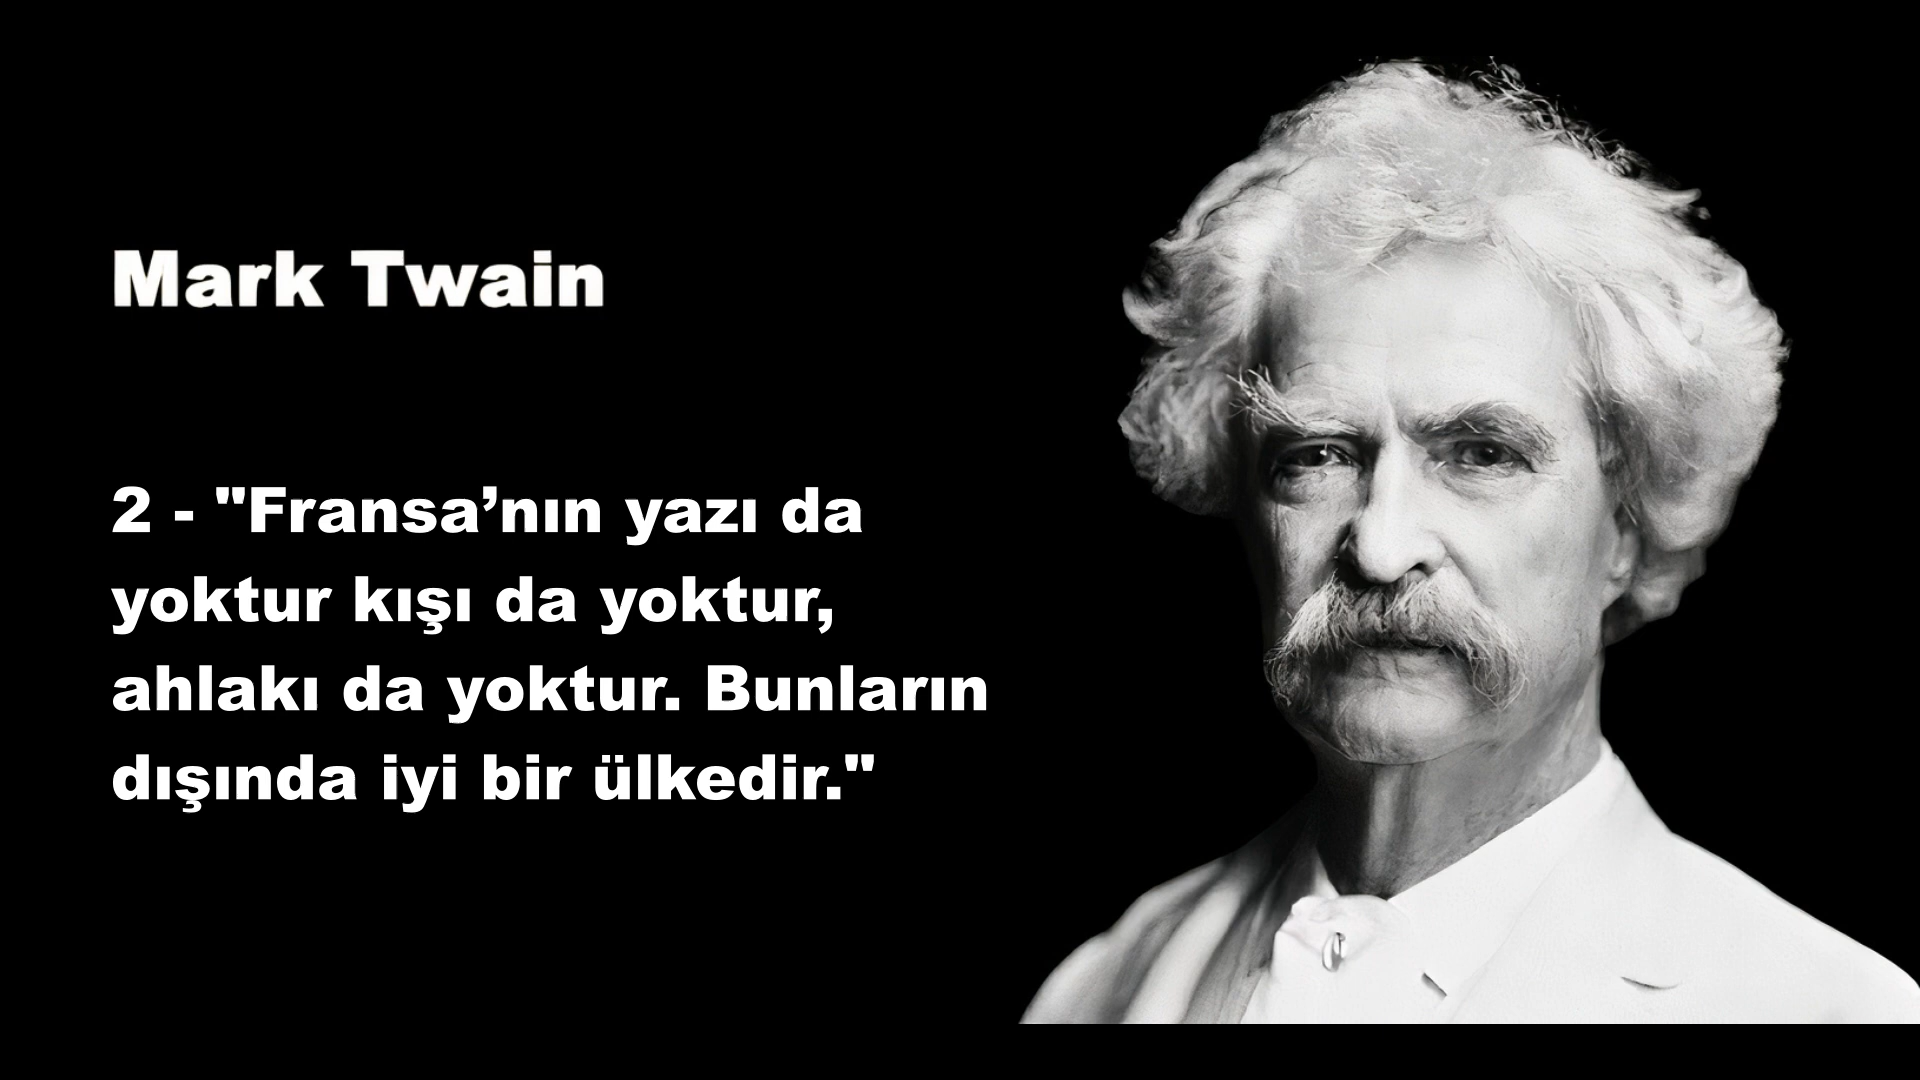 Mark Twain
2 - "Fransa’nın yazı da
yoktur kışı da yoktur,
ahlakı da yoktur. Bunların
dışında iyi bir ülkedir."